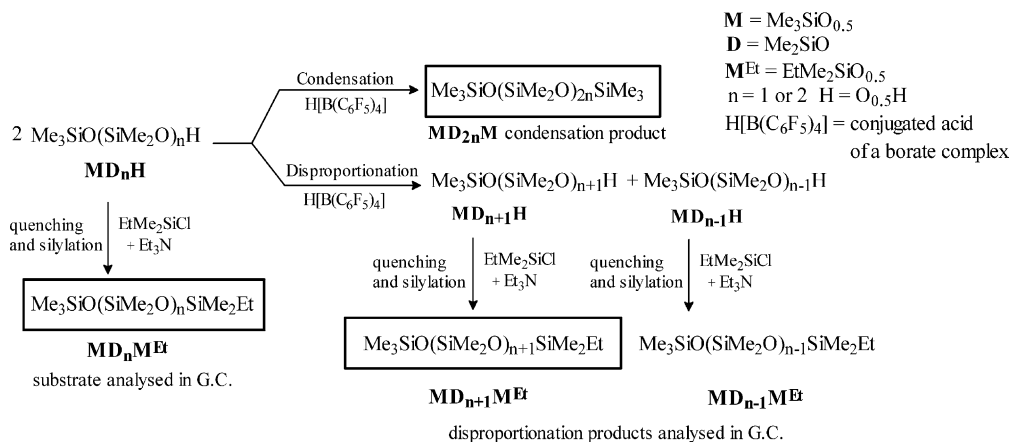 M = Me₃SiO₀.₅
D = Me₂SiO
Mᴱᵗ = EtMe₂SiO₀.₅
n = 1 or 2 H = O₀.₅H
H[B(C₆F₅)₄] = conjugated acid
of a borate complex
2 Me₃SiO(SiMe₂O)ₙH
MDₙH
Condensation
H[B(C₆F₅)₄]
Me₃SiO(SiMe₂O)₂ₙSiMe₃
MD₂ₙM condensation product
Disproportionation
H[B(C₆F₅)₄]
Me₃SiO(SiMe₂O)ₙ₊₁H + Me₃SiO(SiMe₂O)ₙ₋₁H
MDₙ₊₁H
MDₙ₋₁H
quenching
and silylation
EtMe₂SiCl
+ Et₃N
Me₃SiO(SiMe₂O)ₙSiMe₂Et
MDₙMᴱᵗ
substrate analysed in G.C.
quenching
and silylation
EtMe₂SiCl
+ Et₃N
quenching
and silylation
EtMe₂SiCl
+ Et₃N
Me₃SiO(SiMe₂O)ₙ₊₁SiMe₂Et
Me₃SiO(SiMe₂O)ₙ₋₁SiMe₂Et
MDₙ₊₁Mᴱᵗ
MDₙ₋₁Mᴱᵗ
disproportionation products analysed in G.C.